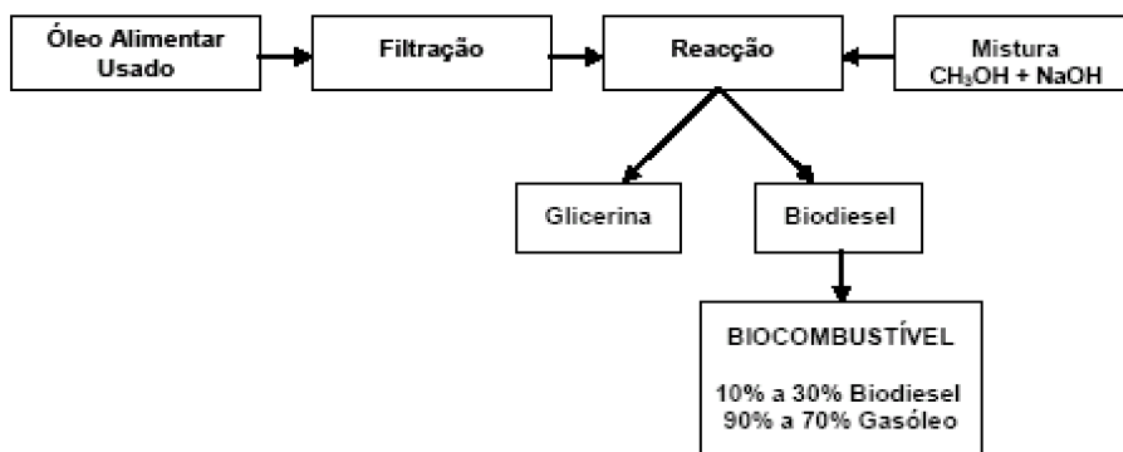 Óleo Alimentar
Usado
Filtração
Reacção
Mistura
CH₃OH + NaOH
Glicerina
Biodiesel
BIOCOMBUSTÍVEL
10% a 30% Biodiesel
90% a 70% Gasóleo